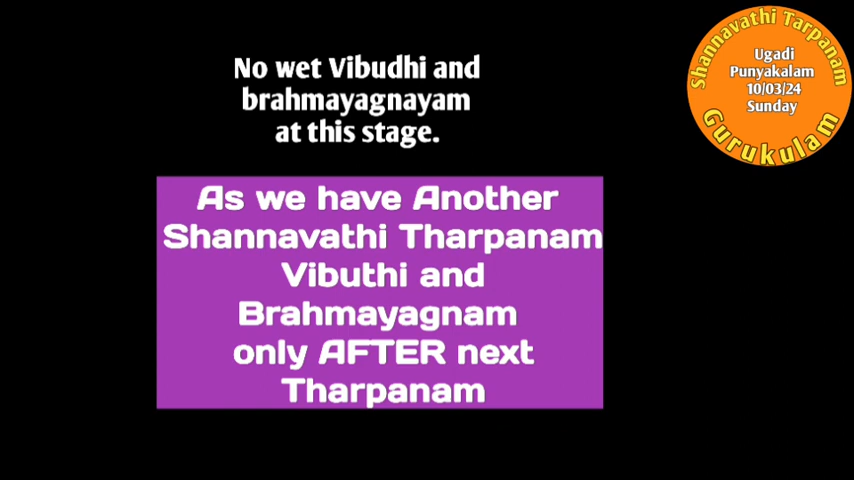 No wet Vibudhi and
brahmayagnayam
at this stage.
As we have Another
Shannavathi Tharpanam
Vibuthi and
Brahmayagnam
only AFTER next
Tharpanam
Shannavathi Tarpanam
Ugadi
Punyakalam
10/03/24
Sunday
Gurukulam